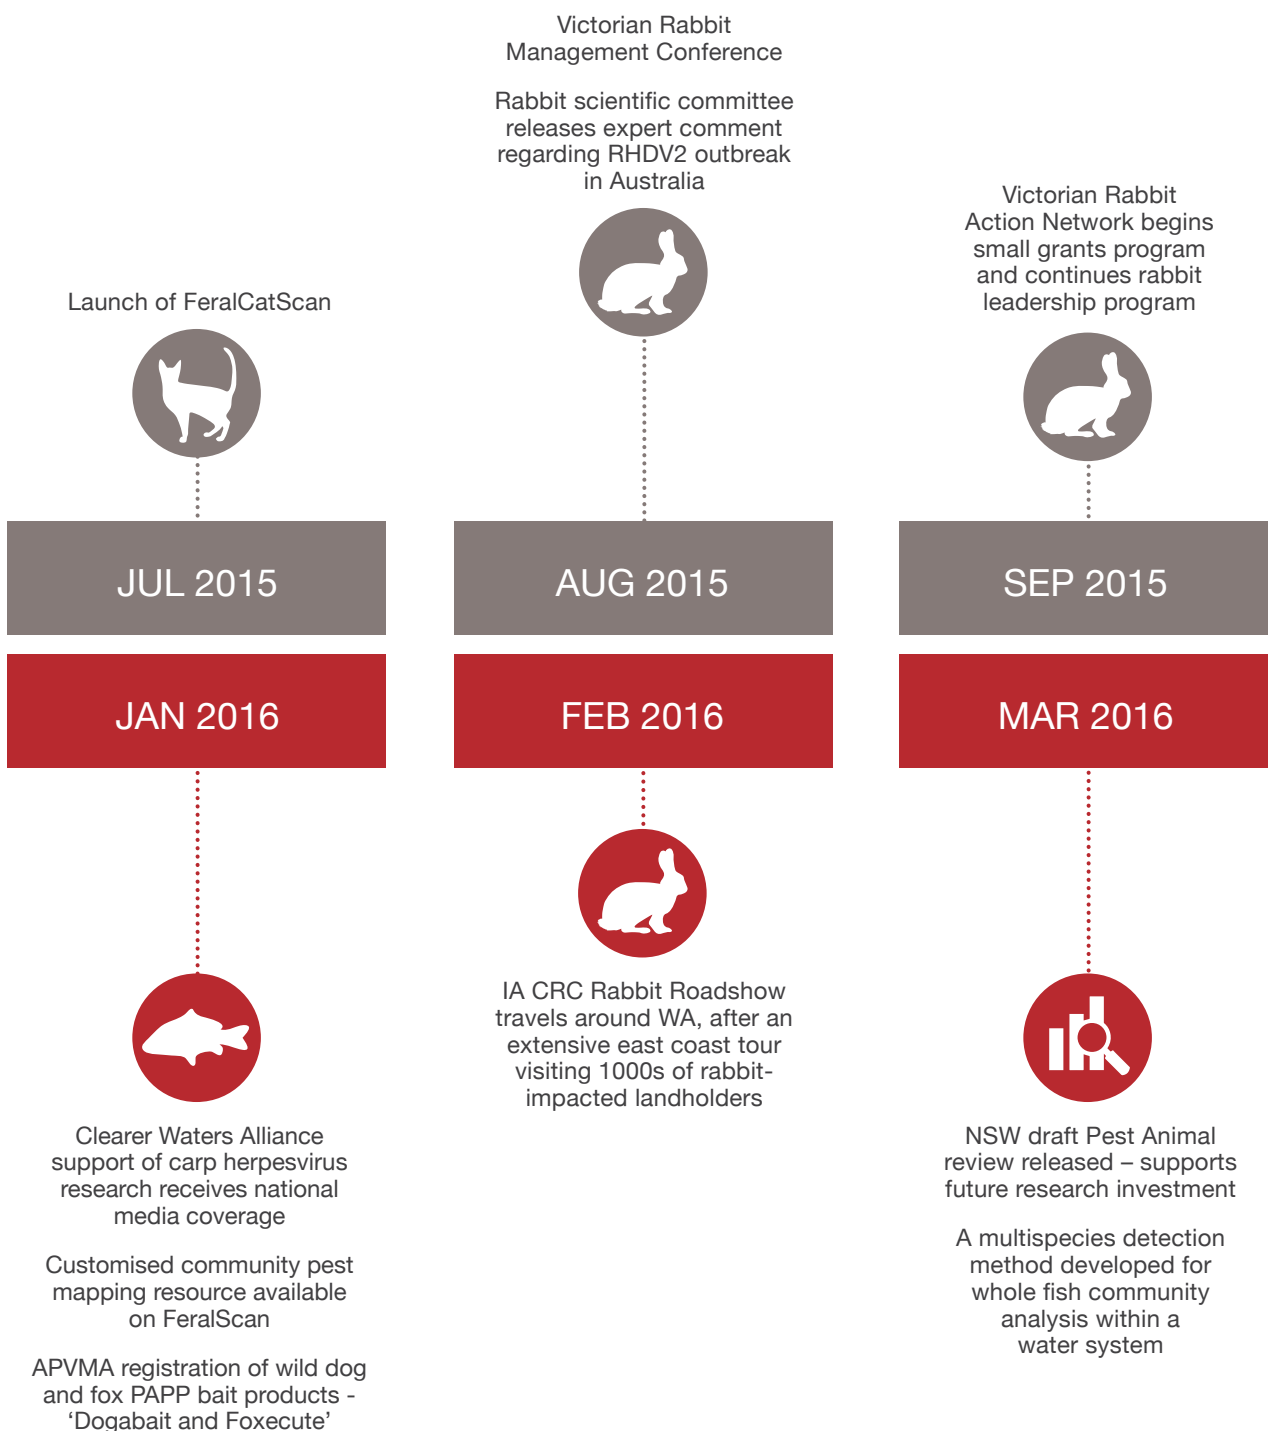 Victorian Rabbit
Management Conference
Rabbit scientific committee
releases expert comment
regarding RHDV2 outbreak
in Australia
Victorian Rabbit
Action Network begins
small grants program
and continues rabbit
leadership program
Launch of FeralCatScan
JUL 2015
AUG 2015
SEP 2015
JAN 2016
FEB 2016
MAR 2016
IA CRC Rabbit Roadshow
travels around WA, after an
extensive east coast tour
visiting 1000s of rabbit-
impacted landholders
Clearer Waters Alliance
support of carp herpesvirus
research receives national
media coverage
Customised community pest
mapping resource available
on FeralScan
APVMA registration of wild dog
and fox PAPP bait products -
‘Dogabait and Foxecute’
NSW draft Pest Animal
review released – supports
future research investment
A multispecies detection
method developed for
whole fish community
analysis within a
water system